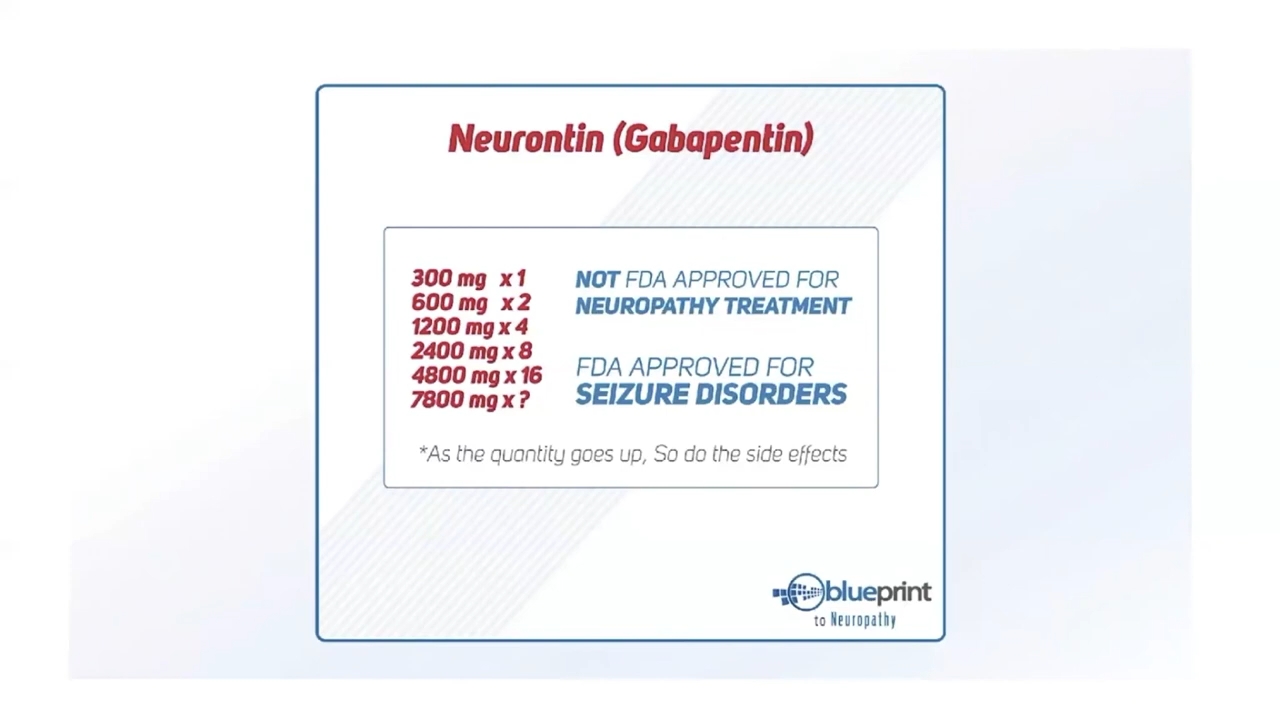 Neurontin (Gabapentin)
300 mg x 1
600 mg x 2
1200 mg x 4
2400 mg x 8
4800 mg x 16
7800 mg x ?
NOT FDA APPROVED FOR
NEUROPATHY TREATMENT
FDA APPROVED FOR
SEIZURE DISORDERS
*As the quantity goes up, So do the side effects
blueprint
to Neuropathy